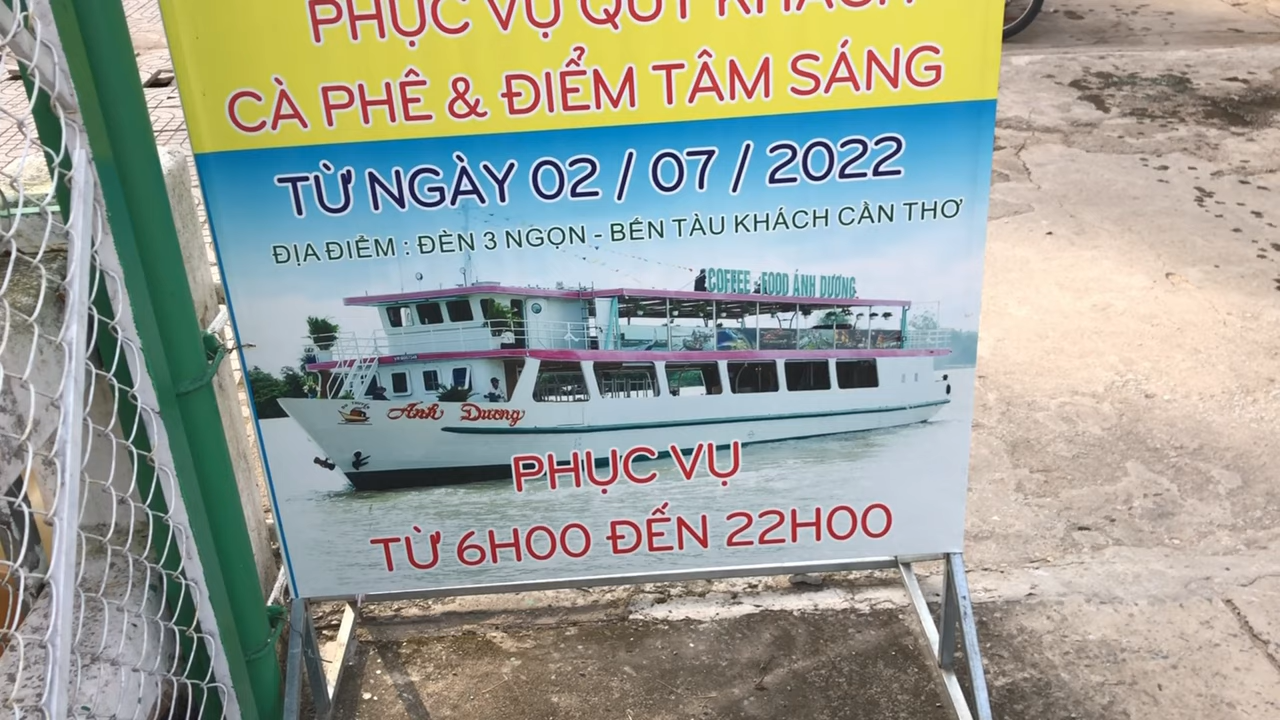 PHỤC VỤ QUÝ KHÁCH
CÀ PHÊ & ĐIỂM TÂM SÁNG
TỪ NGÀY 02 / 07 / 2022
ĐỊA ĐIỂM : ĐÈN 3 NGỌN - BẾN TÀU KHÁCH CẦN THƠ
COFFEE - FOOD ÁNH DƯƠNG
Ánh Dương
PHỤC VỤ
TỪ 6H00 ĐẾN 22H00